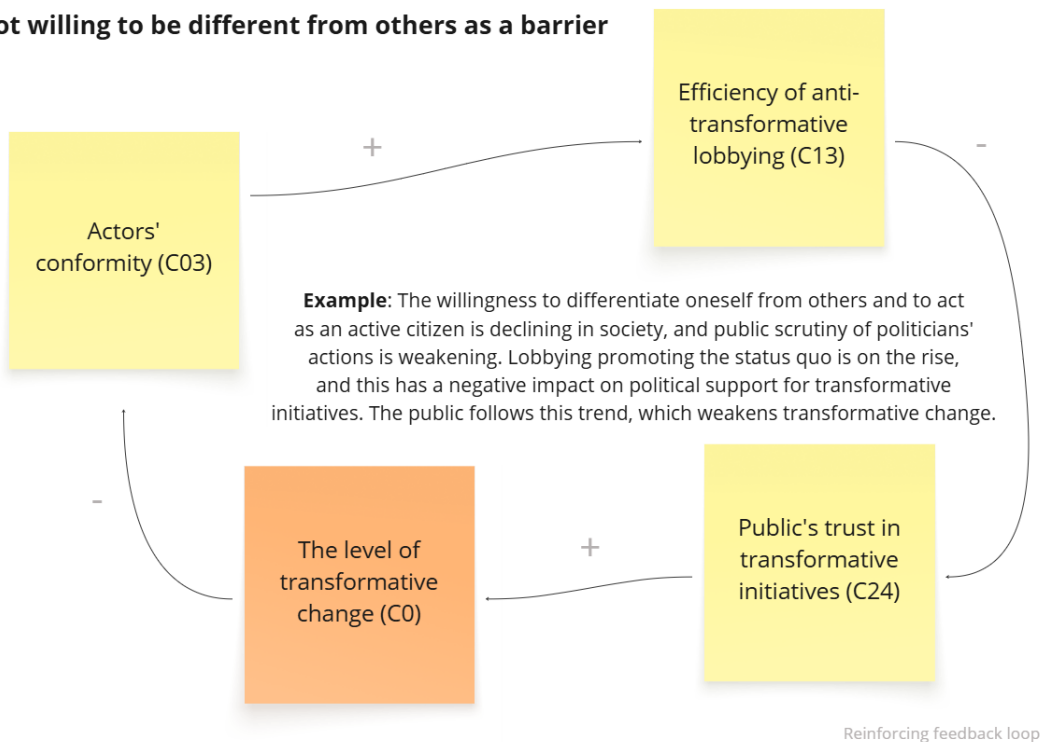 ot willing to be different from others as a barrier
Efficiency of anti-
transformative
lobbying (C13)
+
-
Actors'
conformity (C03)
Example: The willingness to differentiate oneself from others and to act
as an active citizen is declining in society, and public scrutiny of politicians'
actions is weakening. Lobbying promoting the status quo is on the rise,
and this has a negative impact on political support for transformative
initiatives. The public follows this trend, which weakens transformative change.
-
The level of
transformative
change (C0)
+
Public's trust in
transformative
initiatives (C24)
Reinforcing feedback loop